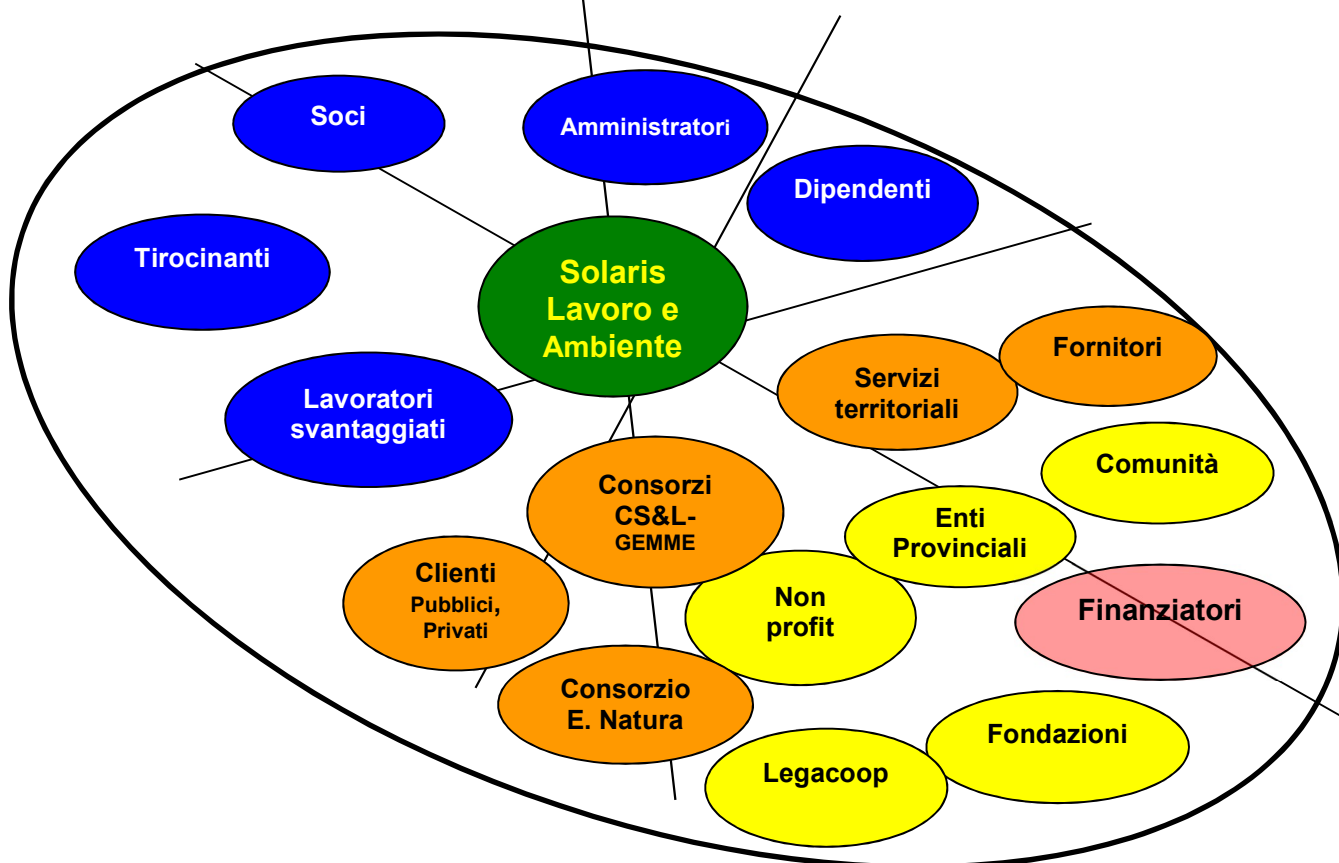 Soci
Amministratori
Dipendenti
Tirocinanti
Solaris
Lavoro e
Ambiente
Fornitori
Servizi
territoriali
Lavoratori
svantaggiati
Comunità
Consorzi
CS&L-
GEMME
Enti
Provinciali
Clienti
Pubblici,
Privati
Non
profit
Finanziatori
Consorzio
E. Natura
Fondazioni
Legacoop